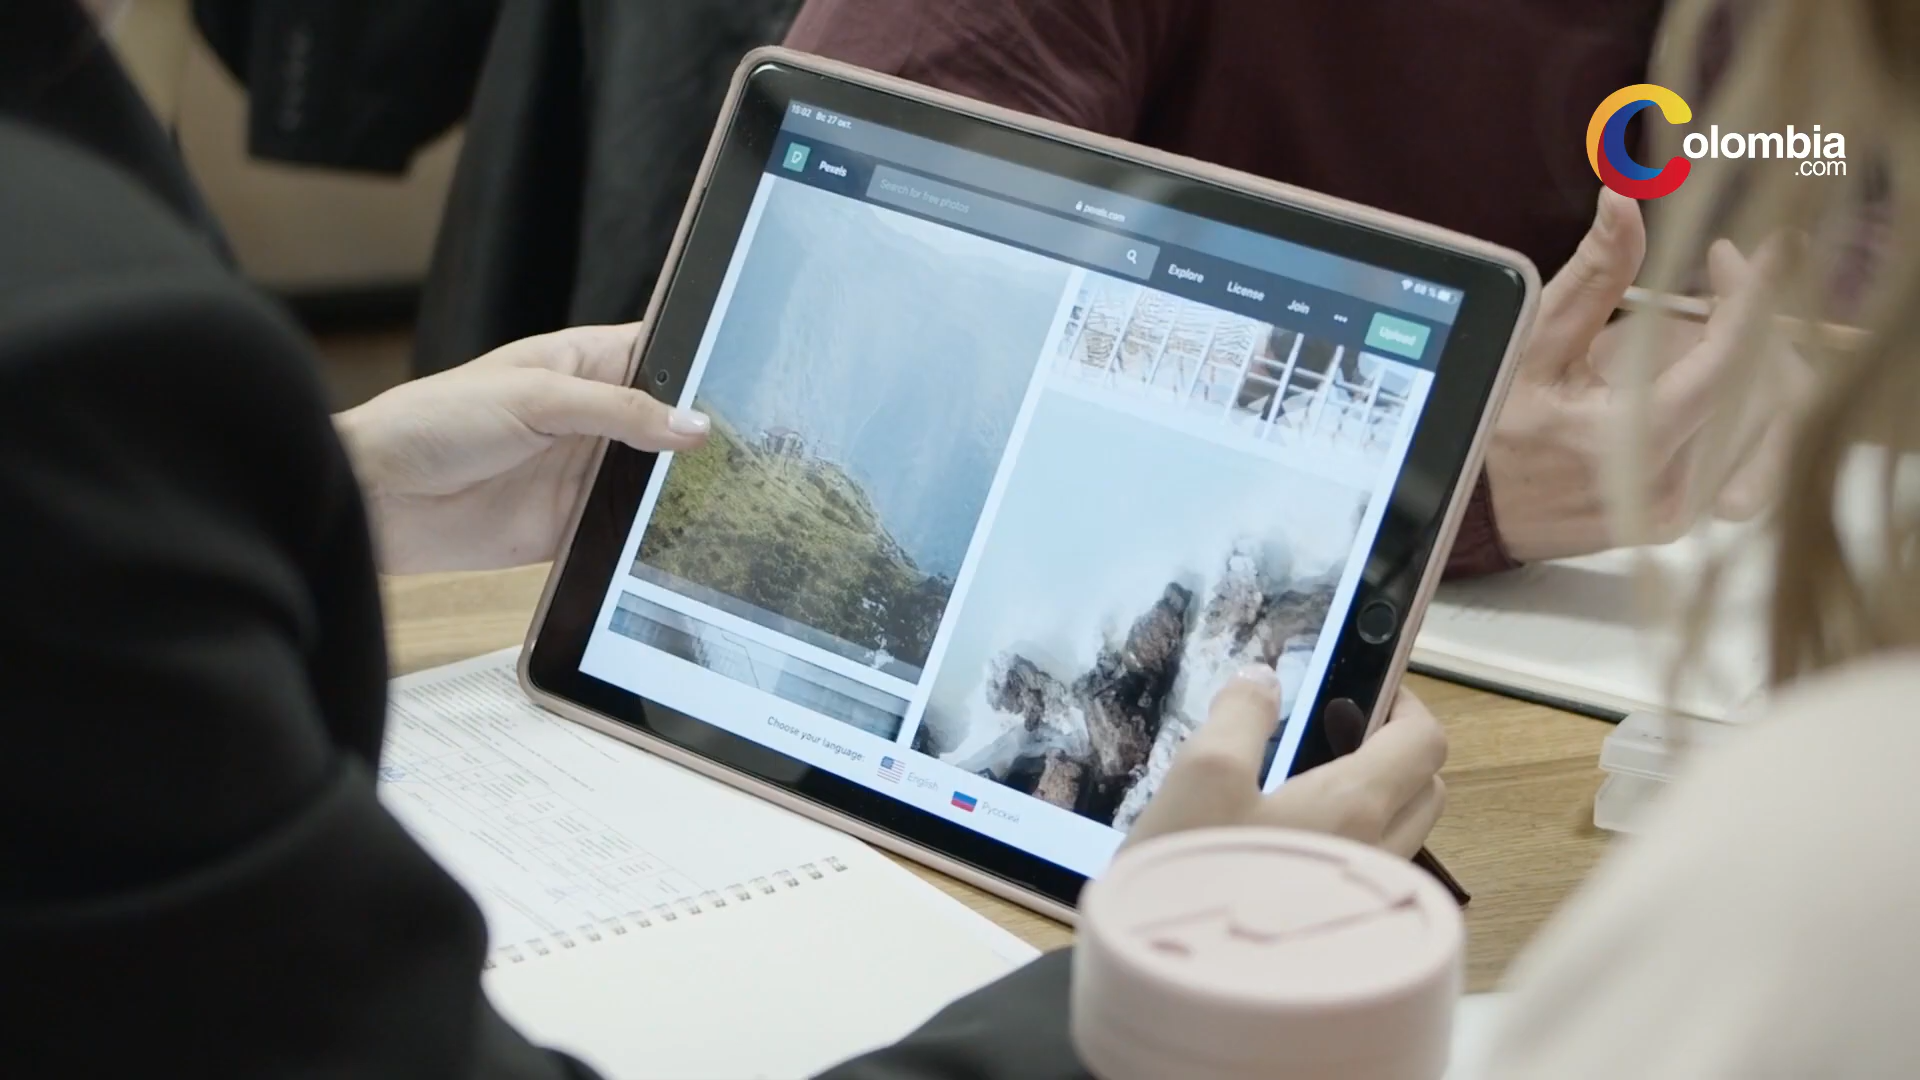 Colombia
.com
15:02 Вс 27 окт.
pexels.com
68 %
Pexels
Search for free photos
Explore
License
Join
Upload
Choose your language:
English
Русский